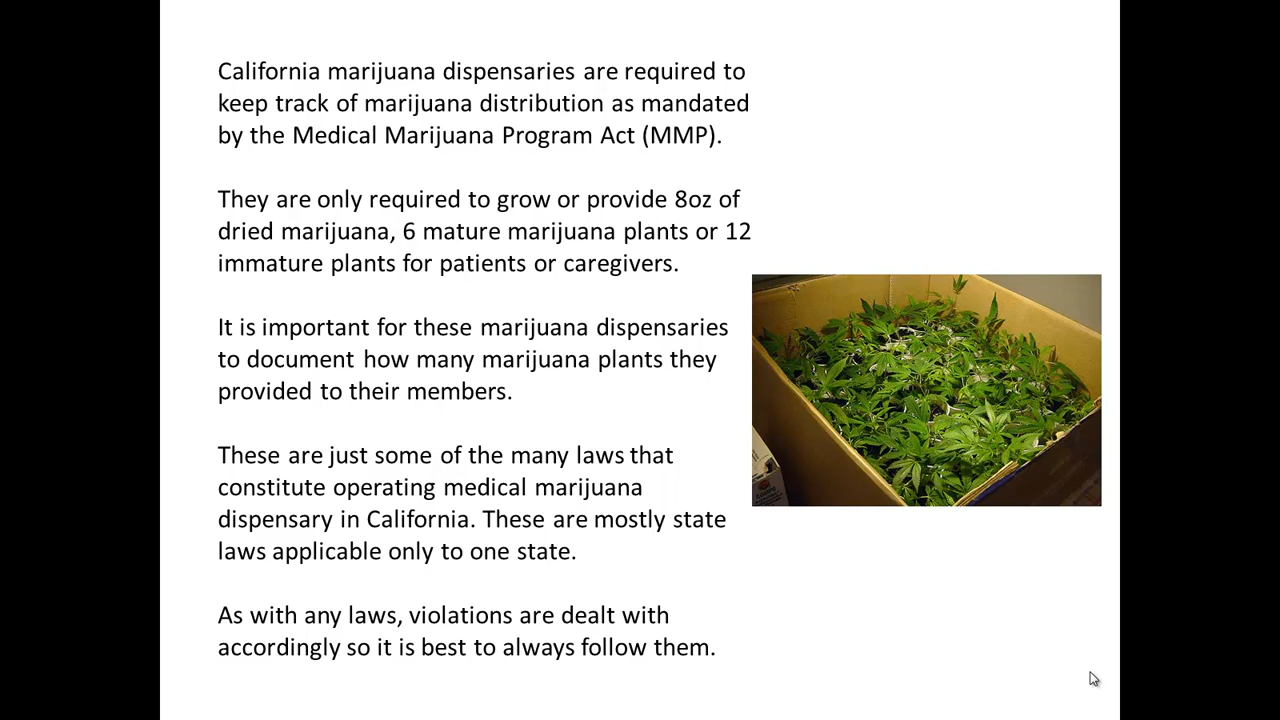 California marijuana dispensaries are required to
keep track of marijuana distribution as mandated
by the Medical Marijuana Program Act (MMP).
They are only required to grow or provide 8oz of
dried marijuana, 6 mature marijuana plants or 12
immature plants for patients or caregivers.
It is important for these marijuana dispensaries
to document how many marijuana plants they
provided to their members.
These are just some of the many laws that
constitute operating medical marijuana
dispensary in California. These are mostly state
laws applicable only to one state.
As with any laws, violations are dealt with
accordingly so it is best to always follow them.